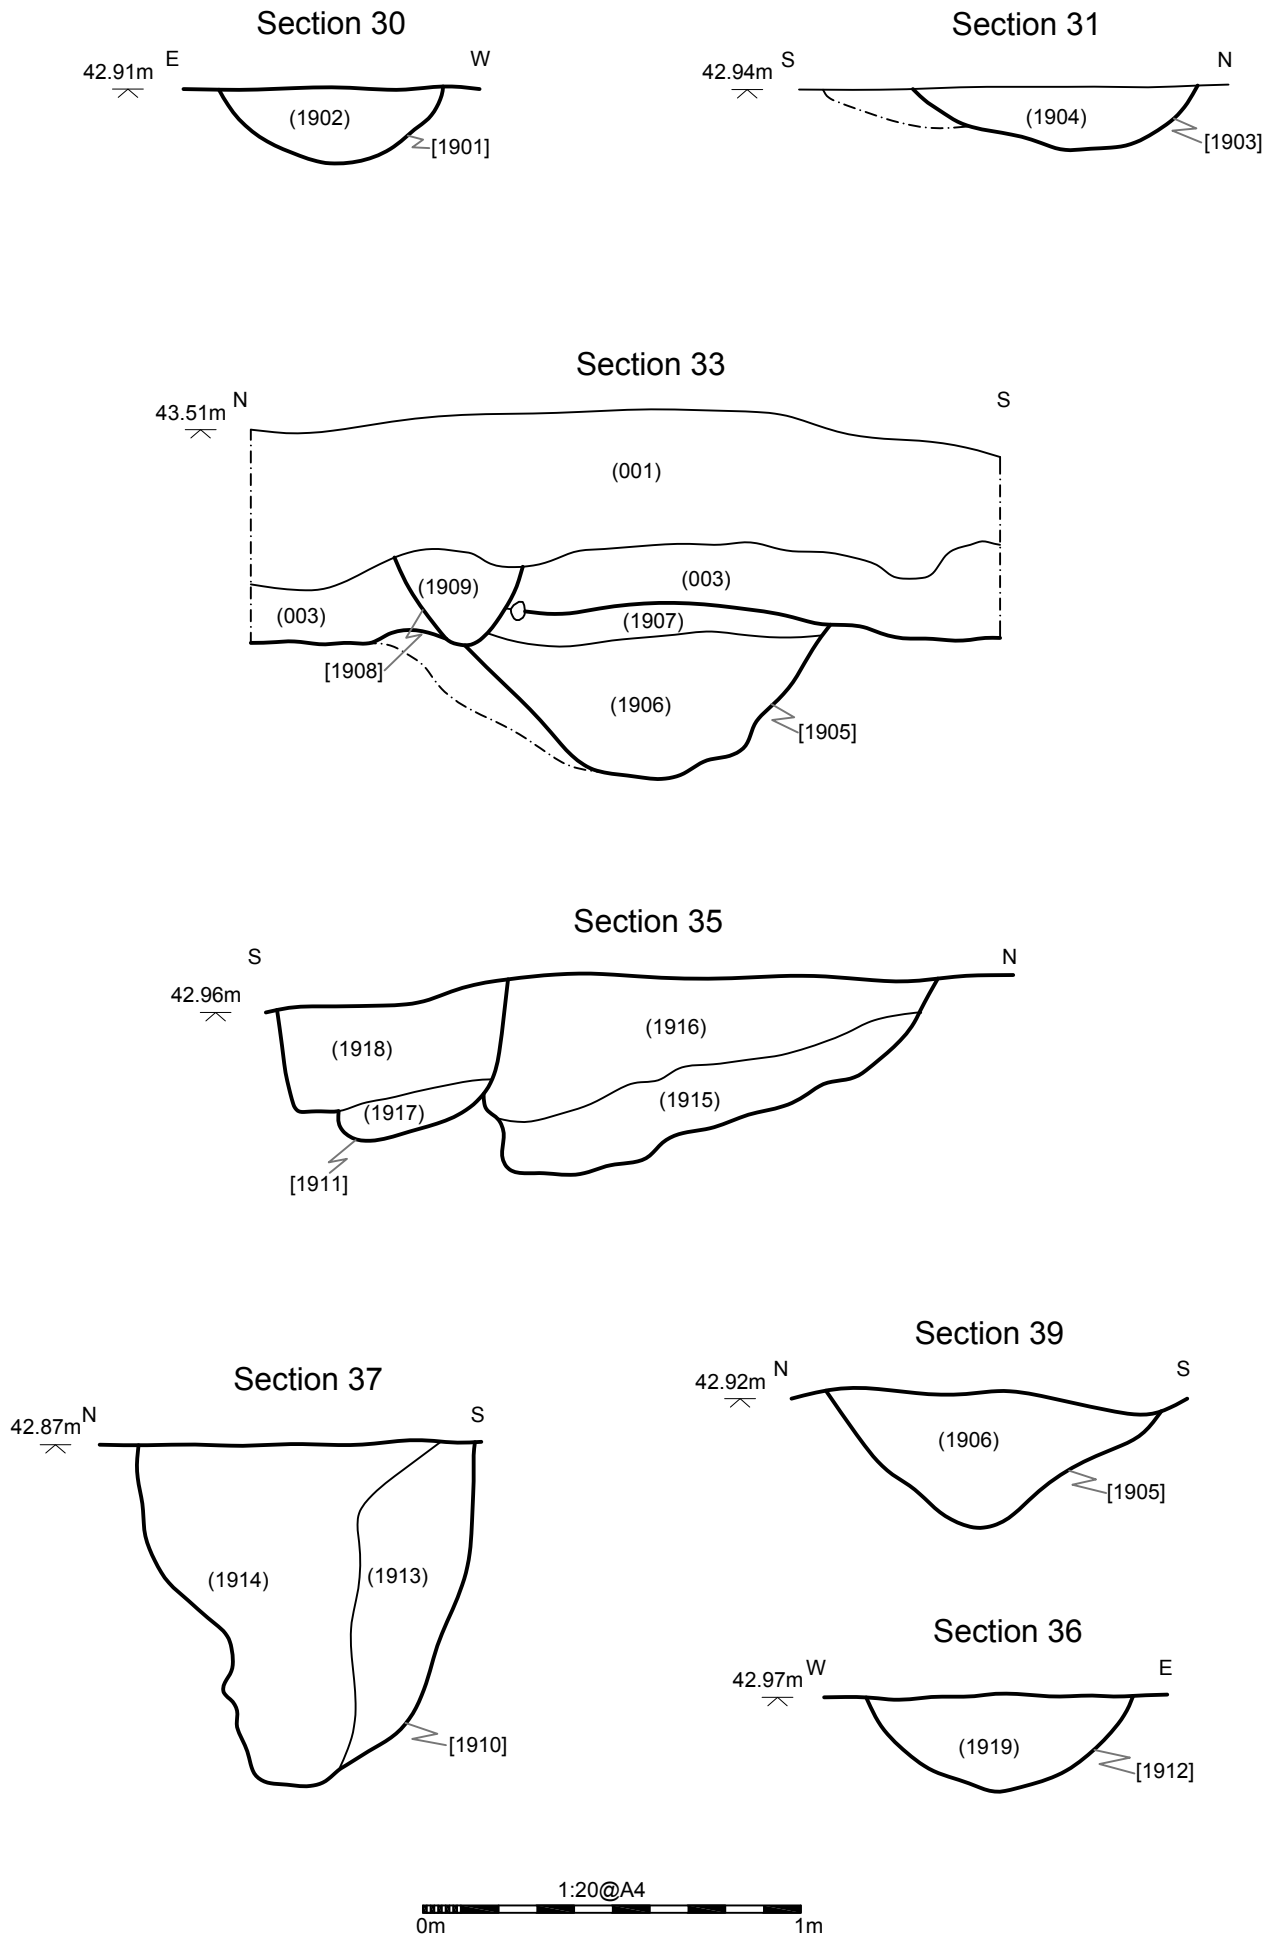 Section 30
E
W
42.91m
(1902)
[1901]
Section 31
S
N
42.94m
(1904)
[1903]
Section 33
N
S
43.51m
(001)
(003)
(1909)
(003)
(1907)
[1908]
(1906)
[1905]
Section 35
S
N
42.96m
(1918)
(1916)
(1917)
(1915)
[1911]
Section 37
N
S
42.87m
(1914)
(1913)
[1910]
Section 39
N
S
42.92m
(1906)
[1905]
Section 36
W
E
42.97m
(1919)
[1912]
1:20@A4
0m
1m